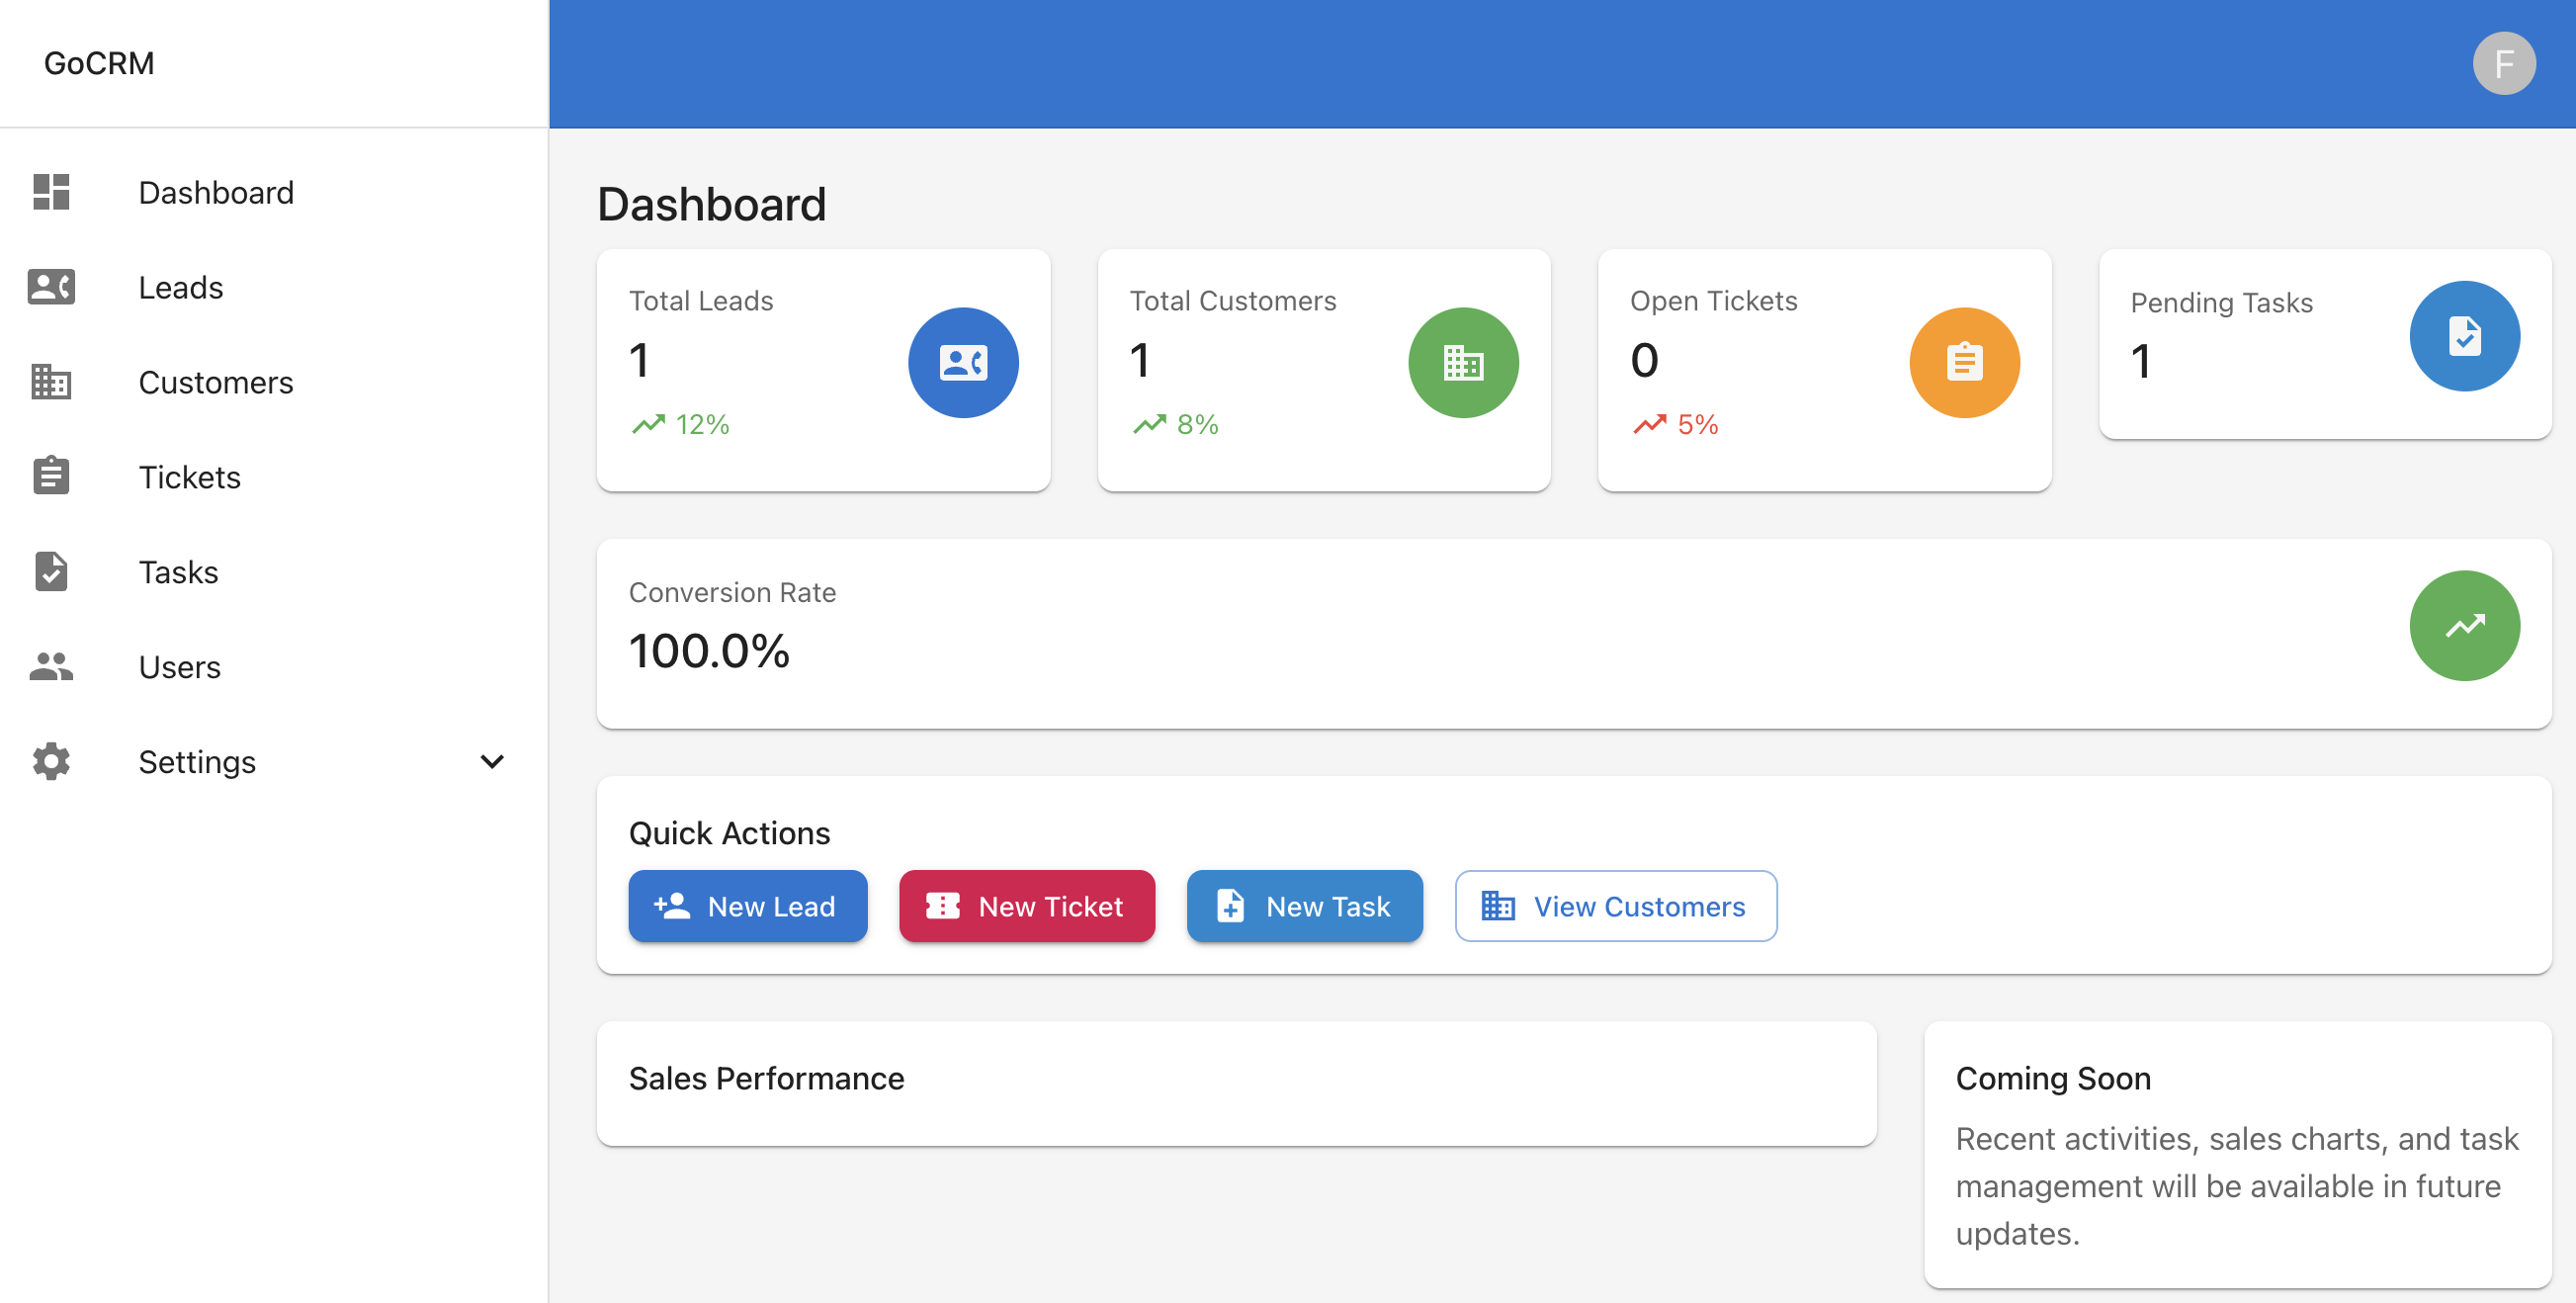 GoCRM
F
Dashboard
Leads
Customers
Tickets
Tasks
Users
Settings
Dashboard
Total Leads
1
12%
Total Customers
1
8%
Open Tickets
0
5%
Pending Tasks
1
Conversion Rate
100.0%
Quick Actions
New Lead
New Ticket
New Task
View Customers
Sales Performance
Coming Soon
Recent activities, sales charts, and task
management will be available in future
updates.